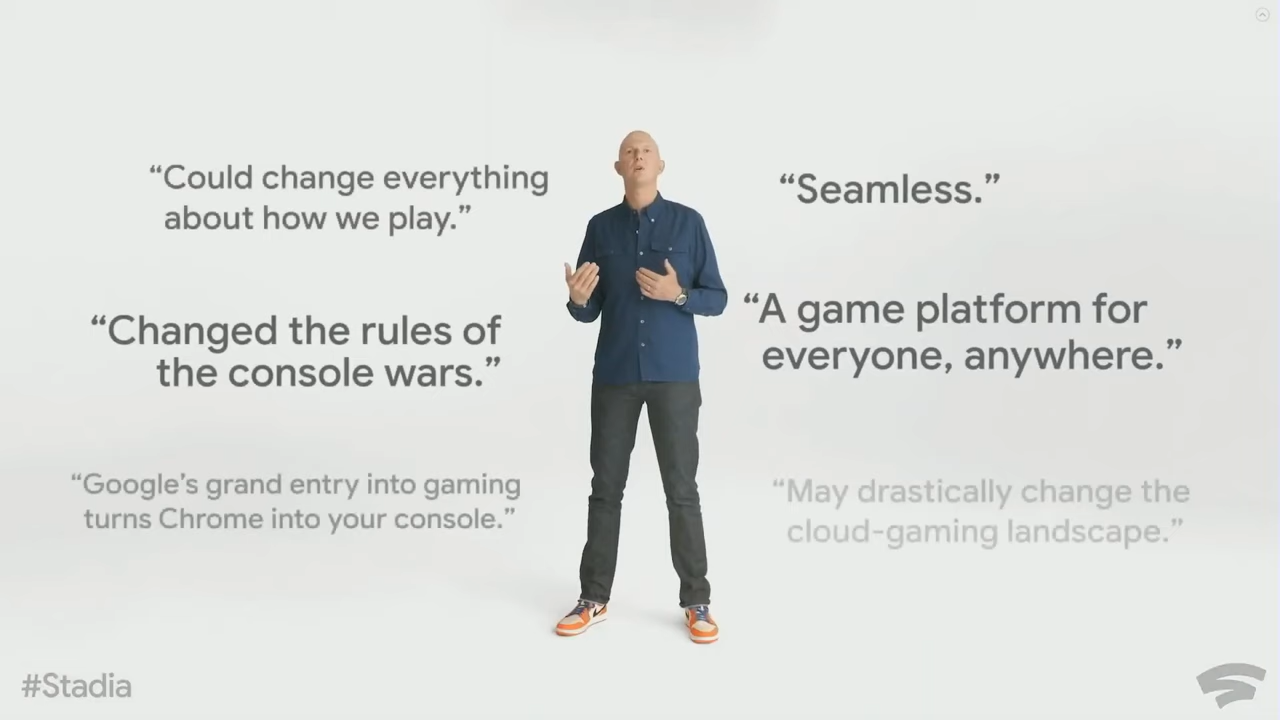 “Could change everything
about how we play.”
“Seamless.”
“Changed the rules of
the console wars.”
“A game platform for
everyone, anywhere.”
“Google’s grand entry into gaming
turns Chrome into your console.”
“May drastically change the
cloud-gaming landscape.”
#Stadia